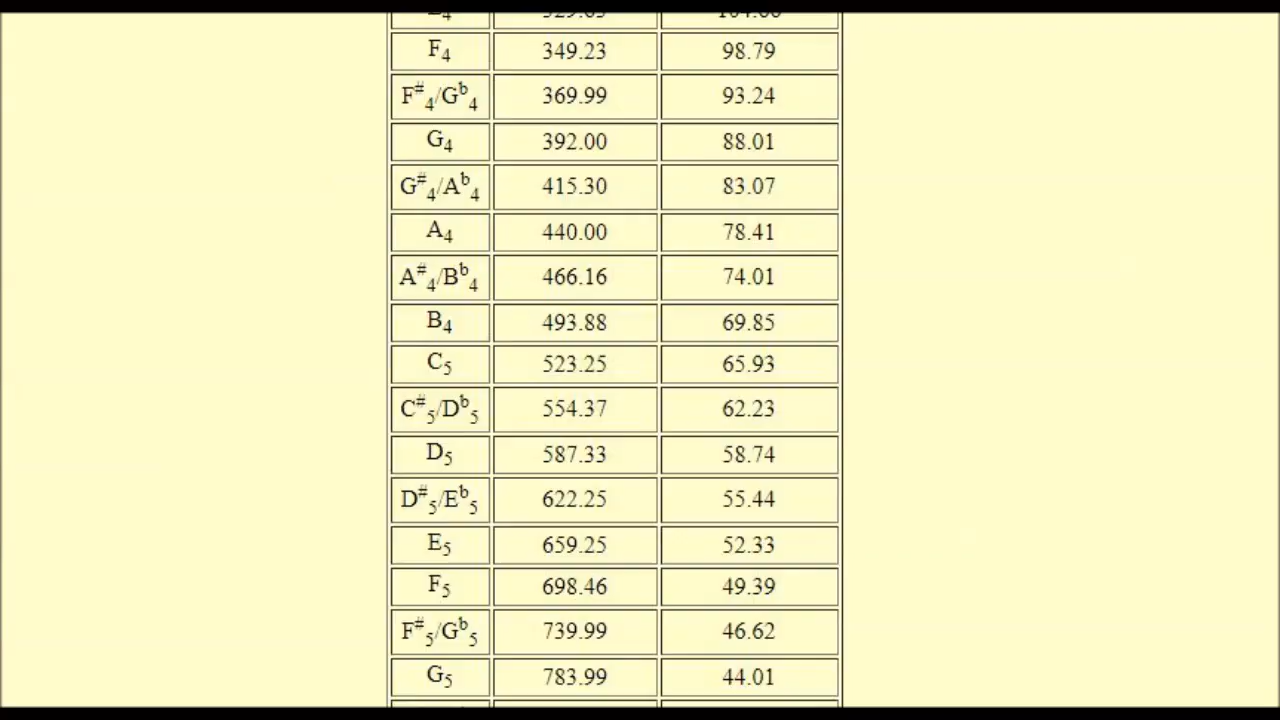 F4 349.23 98.79
F#4/Gb4 369.99 93.24
G4 392.00 88.01
G#4/Ab4 415.30 83.07
A4 440.00 78.41
A#4/Bb4 466.16 74.01
B4 493.88 69.85
C5 523.25 65.93
C#5/Db5 554.37 62.23
D5 587.33 58.74
D#5/Eb5 622.25 55.44
E5 659.25 52.33
F5 698.46 49.39
F#5/Gb5 739.99 46.62
G5 783.99 44.01